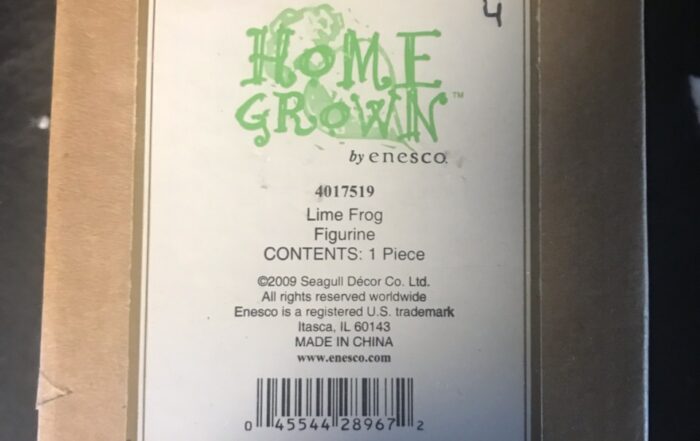 4
HOME
GROWN™
by enesco.
4017519
Lime Frog
Figurine
CONTENTS: 1 Piece
©2009 Seagull Décor Co. Ltd.
All rights reserved worldwide
Enesco is a registered U.S. trademark
Itasca, IL 60143
MADE IN CHINA
www.enesco.com
0 45544 28967 2